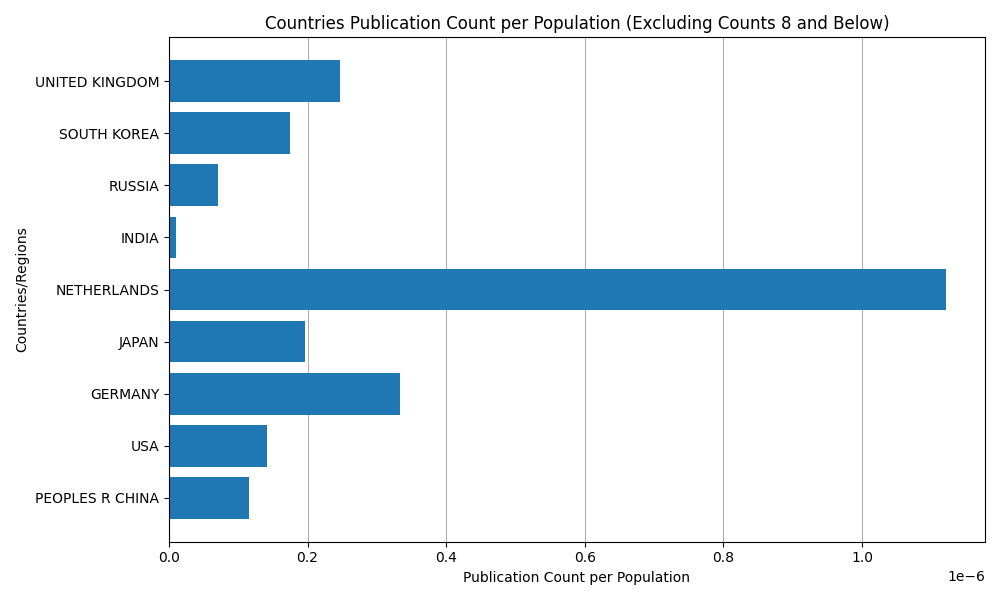 Countries Publication Count per Population (Excluding Counts 8 and Below)
Countries/Regions
UNITED KINGDOM
SOUTH KOREA
RUSSIA
INDIA
NETHERLANDS
JAPAN
GERMANY
USA
PEOPLES R CHINA
0.0 0.2 0.4 0.6 0.8 1.0
1e−6
Publication Count per Population